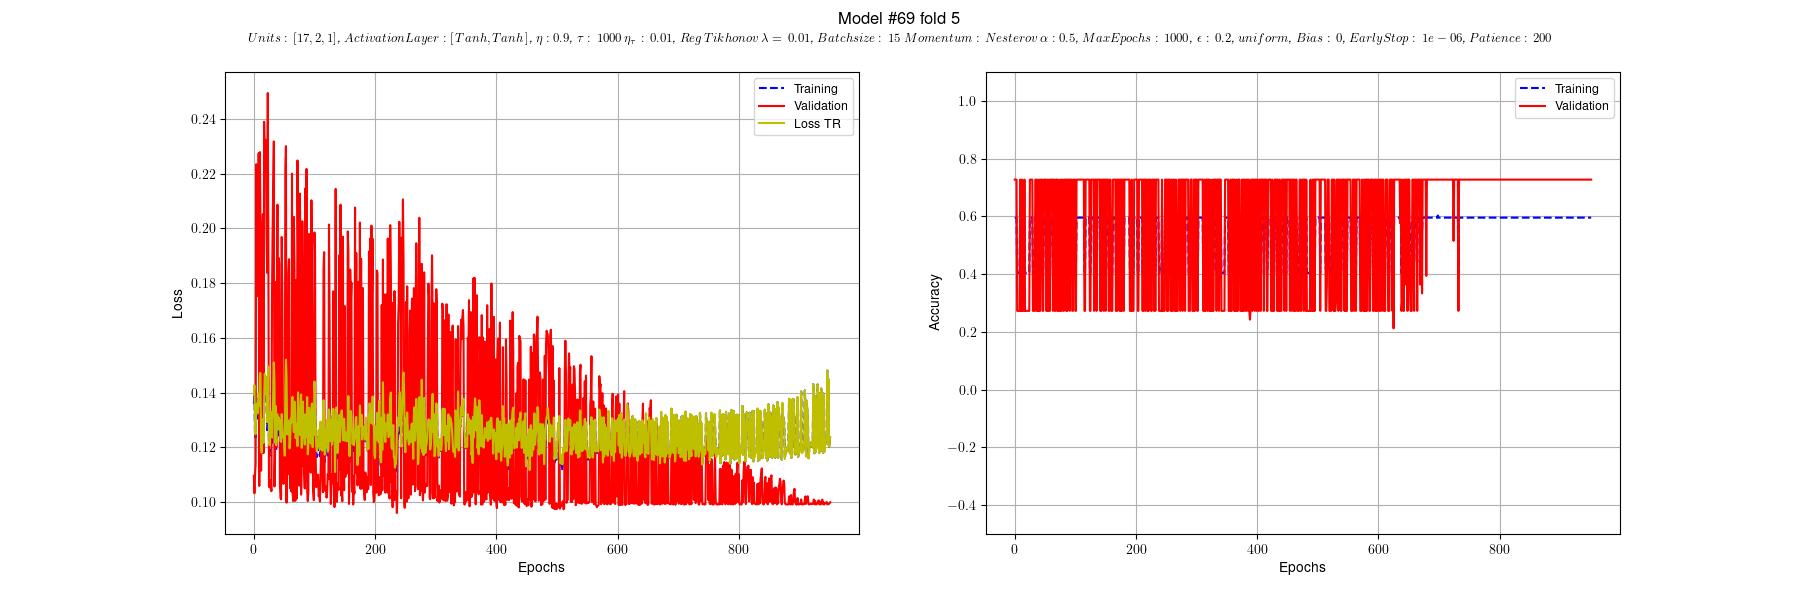 Model #69 fold 5
Units : [17, 2, 1], ActivationLayer : [Tanh, Tanh], η : 0.9, τ : 1000 η_τ : 0.01, Reg Tikhonov λ = 0.01, Batchsize : 15 Momentum : Nesterov α : 0.5, MaxEpochs : 1000, ϵ : 0.2, uniform, Bias : 0, EarlyStop : 1e − 06, Patience : 200
Loss
0.24
0.22
0.20
0.18
0.16
0.14
0.12
0.10
Training
Validation
Loss TR
0 200 400 600 800
Epochs
Accuracy
1.0
0.8
0.6
0.4
0.2
0.0
−0.2
−0.4
Training
Validation
0 200 400 600 800
Epochs